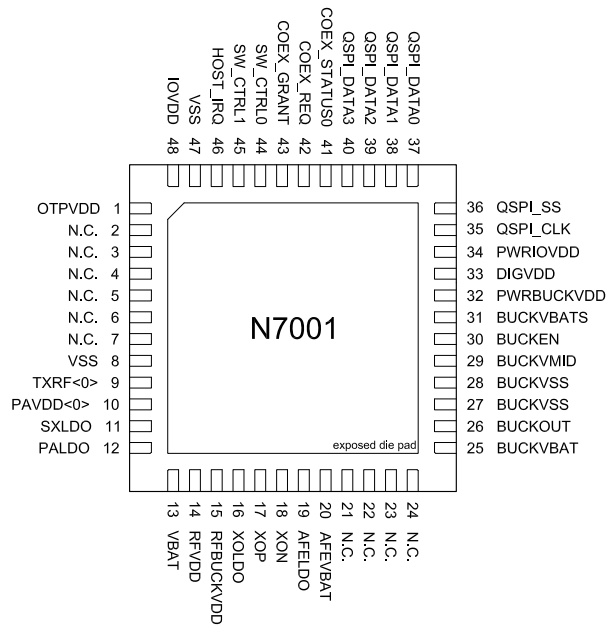 IOVDD 48
VSS 47
HOST_IRQ 46
SW_CTRL1 45
SW_CTRL0 44
COEX_GRANT 43
COEX_REQ 42
COEX_STATUS0 41
QSPI_DATA3 40
QSPI_DATA2 39
QSPI_DATA1 38
QSPI_DATA0 37
OTPVDD 1
N.C. 2
N.C. 3
N.C. 4
N.C. 5
N.C. 6
N.C. 7
VSS 8
TXRF<0> 9
PAVDD<0> 10
SXLDO 11
PALDO 12
N7001
exposed die pad
36 QSPI_SS
35 QSPI_CLK
34 PWRIOVDD
33 DIGVDD
32 PWRBUCKVDD
31 BUCKVBATS
30 BUCKEN
29 BUCKVMID
28 BUCKVSS
27 BUCKVSS
26 BUCKOUT
25 BUCKVBAT
13 VBAT
14 RFVDD
15 RFBUCKVDD
16 XOLDO
17 XOP
18 XON
19 AFELDO
20 AFEVBAT
21 N.C.
22 N.C.
23 N.C.
24 N.C.